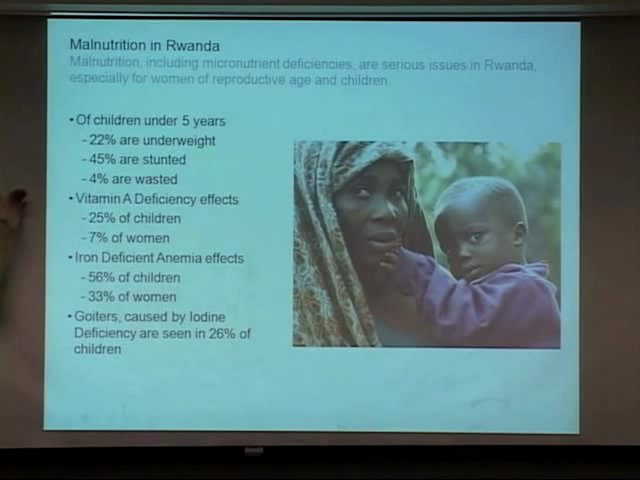 Malnutrition in Rwanda
Malnutrition, including micronutrient deficiencies, are serious issues in Rwanda,
especially for women of reproductive age and children.
• Of children under 5 years
- 22% are underweight
- 45% are stunted
- 4% are wasted
• Vitamin A Deficiency effects
- 25% of children
- 7% of women
• Iron Deficient Anemia effects
- 56% of children
- 33% of women
• Goiters, caused by Iodine
Deficiency are seen in 26% of
children